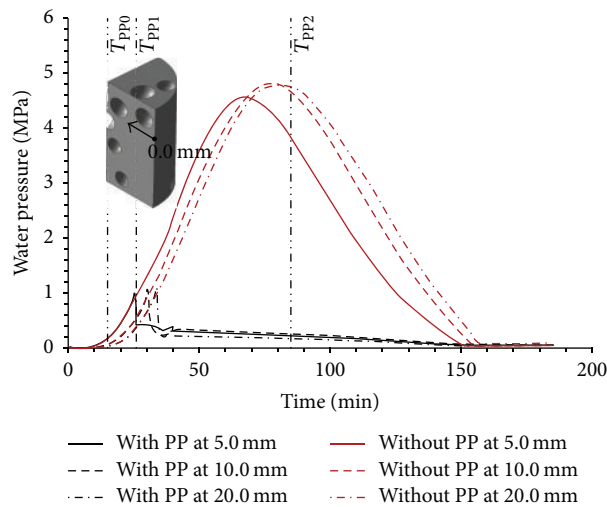 6
5
4
3
2
1
0
Water pressure (MPa)
T_PP0
T_PP1
T_PP2
0.0 mm
0 50 100 150 200
Time (min)
With PP at 5.0 mm
With PP at 10.0 mm
With PP at 20.0 mm
Without PP at 5.0 mm
Without PP at 10.0 mm
Without PP at 20.0 mm